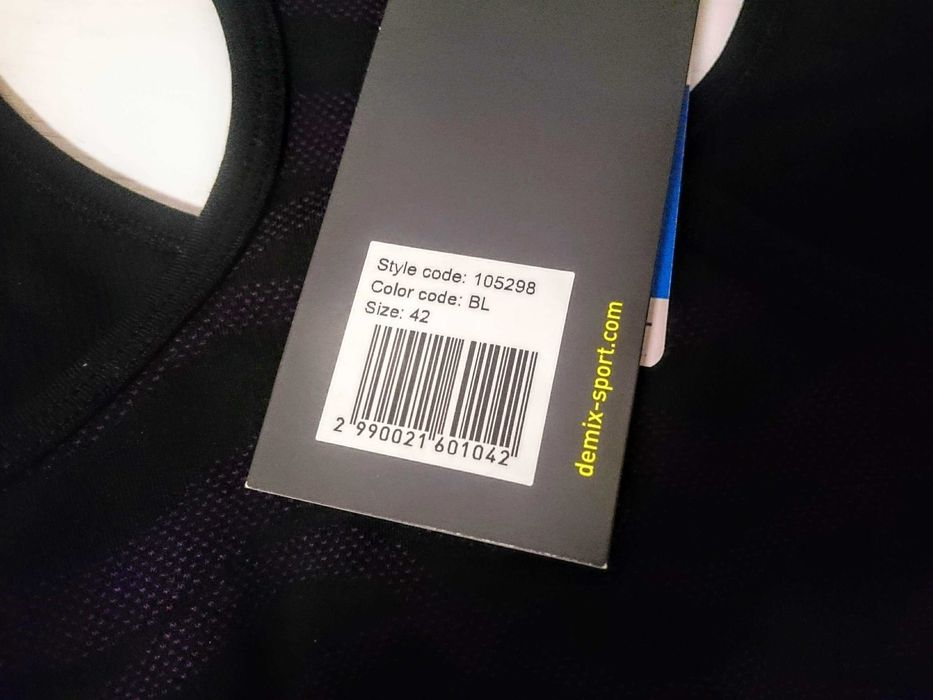 Style code: 105298
Color code: BL
Size: 42
2 990021 601042
demix-sport.com